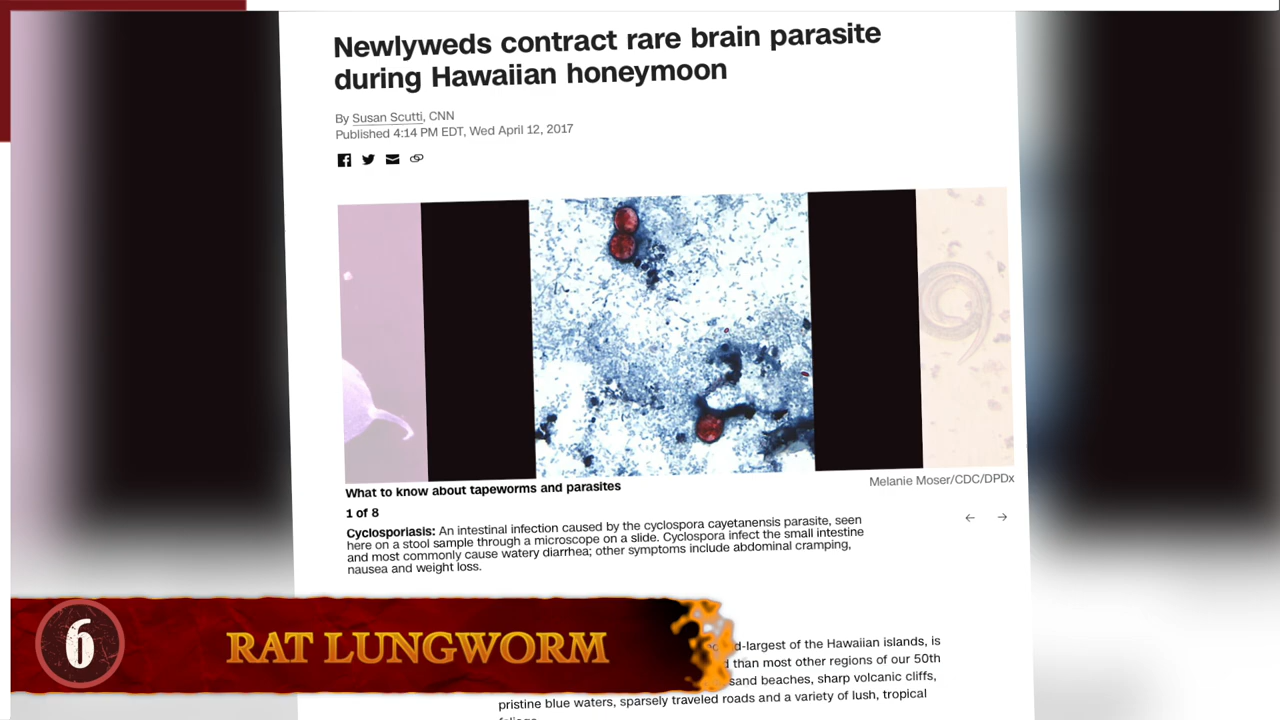 Newlyweds contract rare brain parasite
during Hawaiian honeymoon
By Susan Scutti, CNN
Published 4:14 PM EDT, Wed April 12, 2017
What to know about tapeworms and parasites
Melanie Moser/CDC/DPDx
1 of 8
Cyclosporiasis: An intestinal infection caused by the cyclospora cayetanensis parasite, seen
here on a stool sample through a microscope on a slide. Cyclospora infect the small intestine
and most commonly cause watery diarrhea; other symptoms include abdominal cramping,
nausea and weight loss.
6
RAT LUNGWORM
d-largest of the Hawaiian islands, is
than most other regions of our 50th
sand beaches, sharp volcanic cliffs,
pristine blue waters, sparsely traveled roads and a variety of lush, tropical